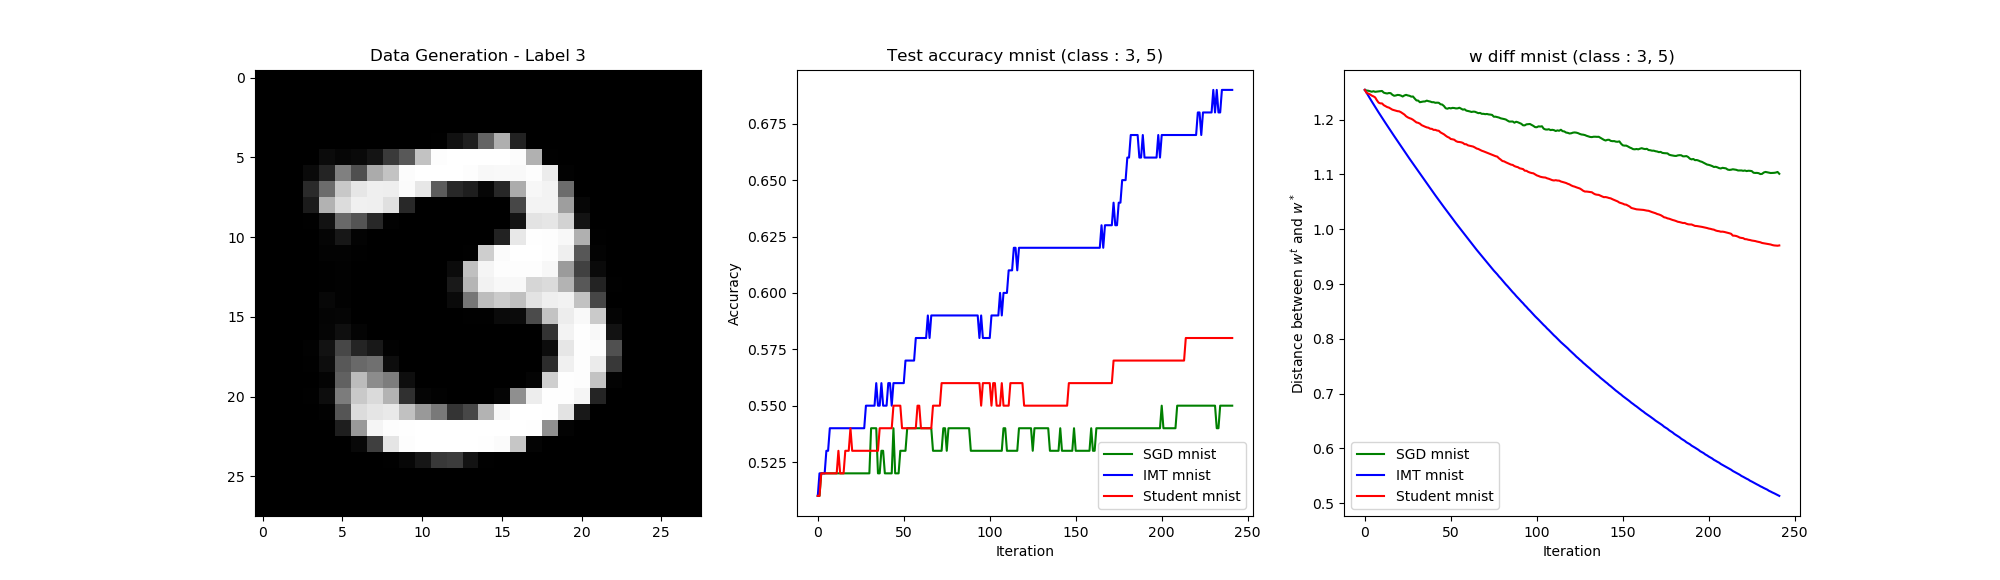 Data Generation - Label 3
0
5
10
15
20
25
0 5 10 15 20 25
Test accuracy mnist (class : 3, 5)
Accuracy
0.675
0.650
0.625
0.600
0.575
0.550
0.525
SGD mnist
IMT mnist
Student mnist
0 50 100 150 200 250
Iteration
w diff mnist (class : 3, 5)
Distance between w^t and w^*
1.2
1.1
1.0
0.9
0.8
0.7
0.6
0.5
SGD mnist
IMT mnist
Student mnist
0 50 100 150 200 250
Iteration